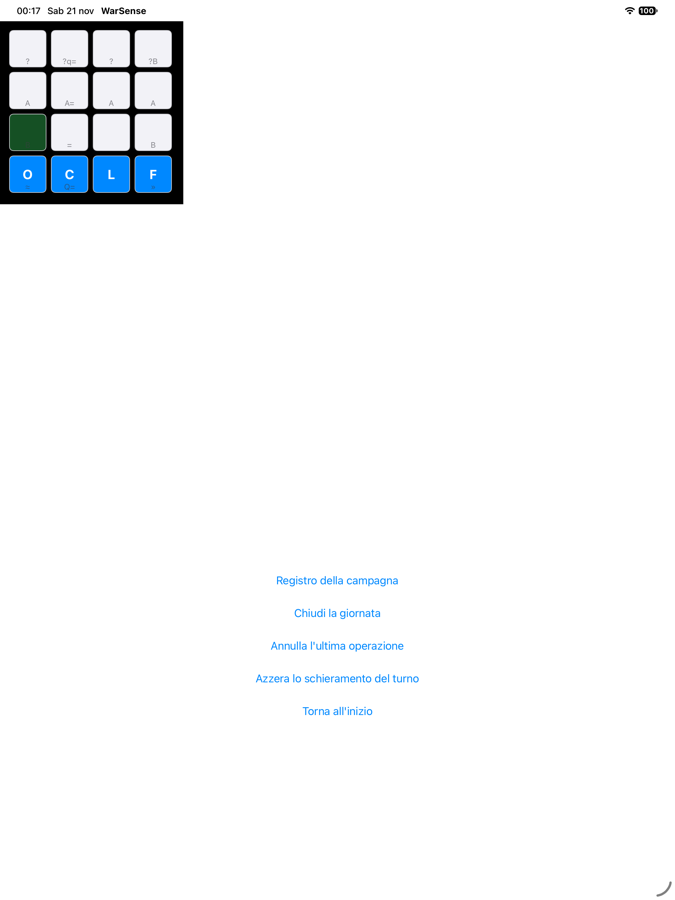 00:17 Sab 21 nov WarSense 100
? ?q= ? ?B
A A= A A
= B
O C L F
Registro della campagna
Chiudi la giornata
Annulla l'ultima operazione
Azzera lo schieramento del turno
Torna all'inizio